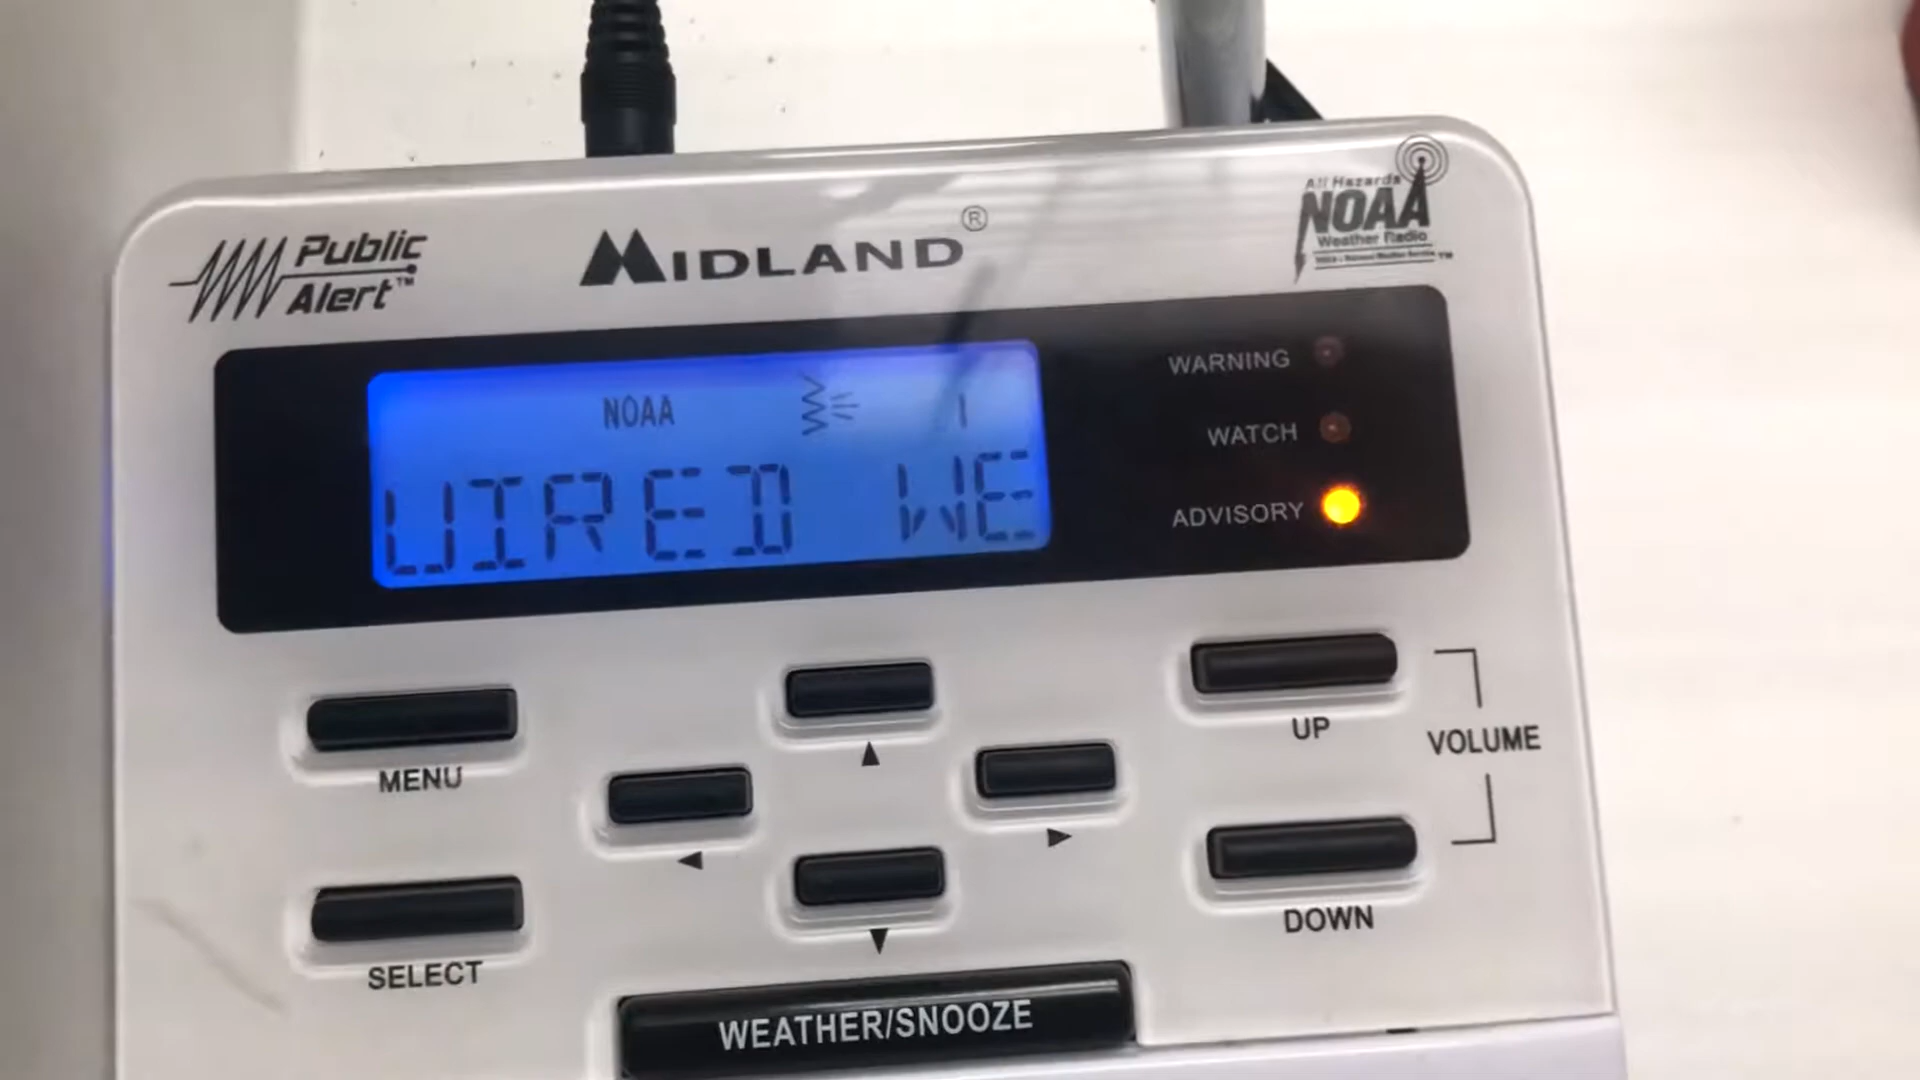 Public
Alert™
MIDLAND®
All Hazards
NOAA
Weather Radio
NOAA 1
UIRED WE
WARNING
WATCH
ADVISORY
MENU
UP
VOLUME
DOWN
SELECT
WEATHER/SNOOZE